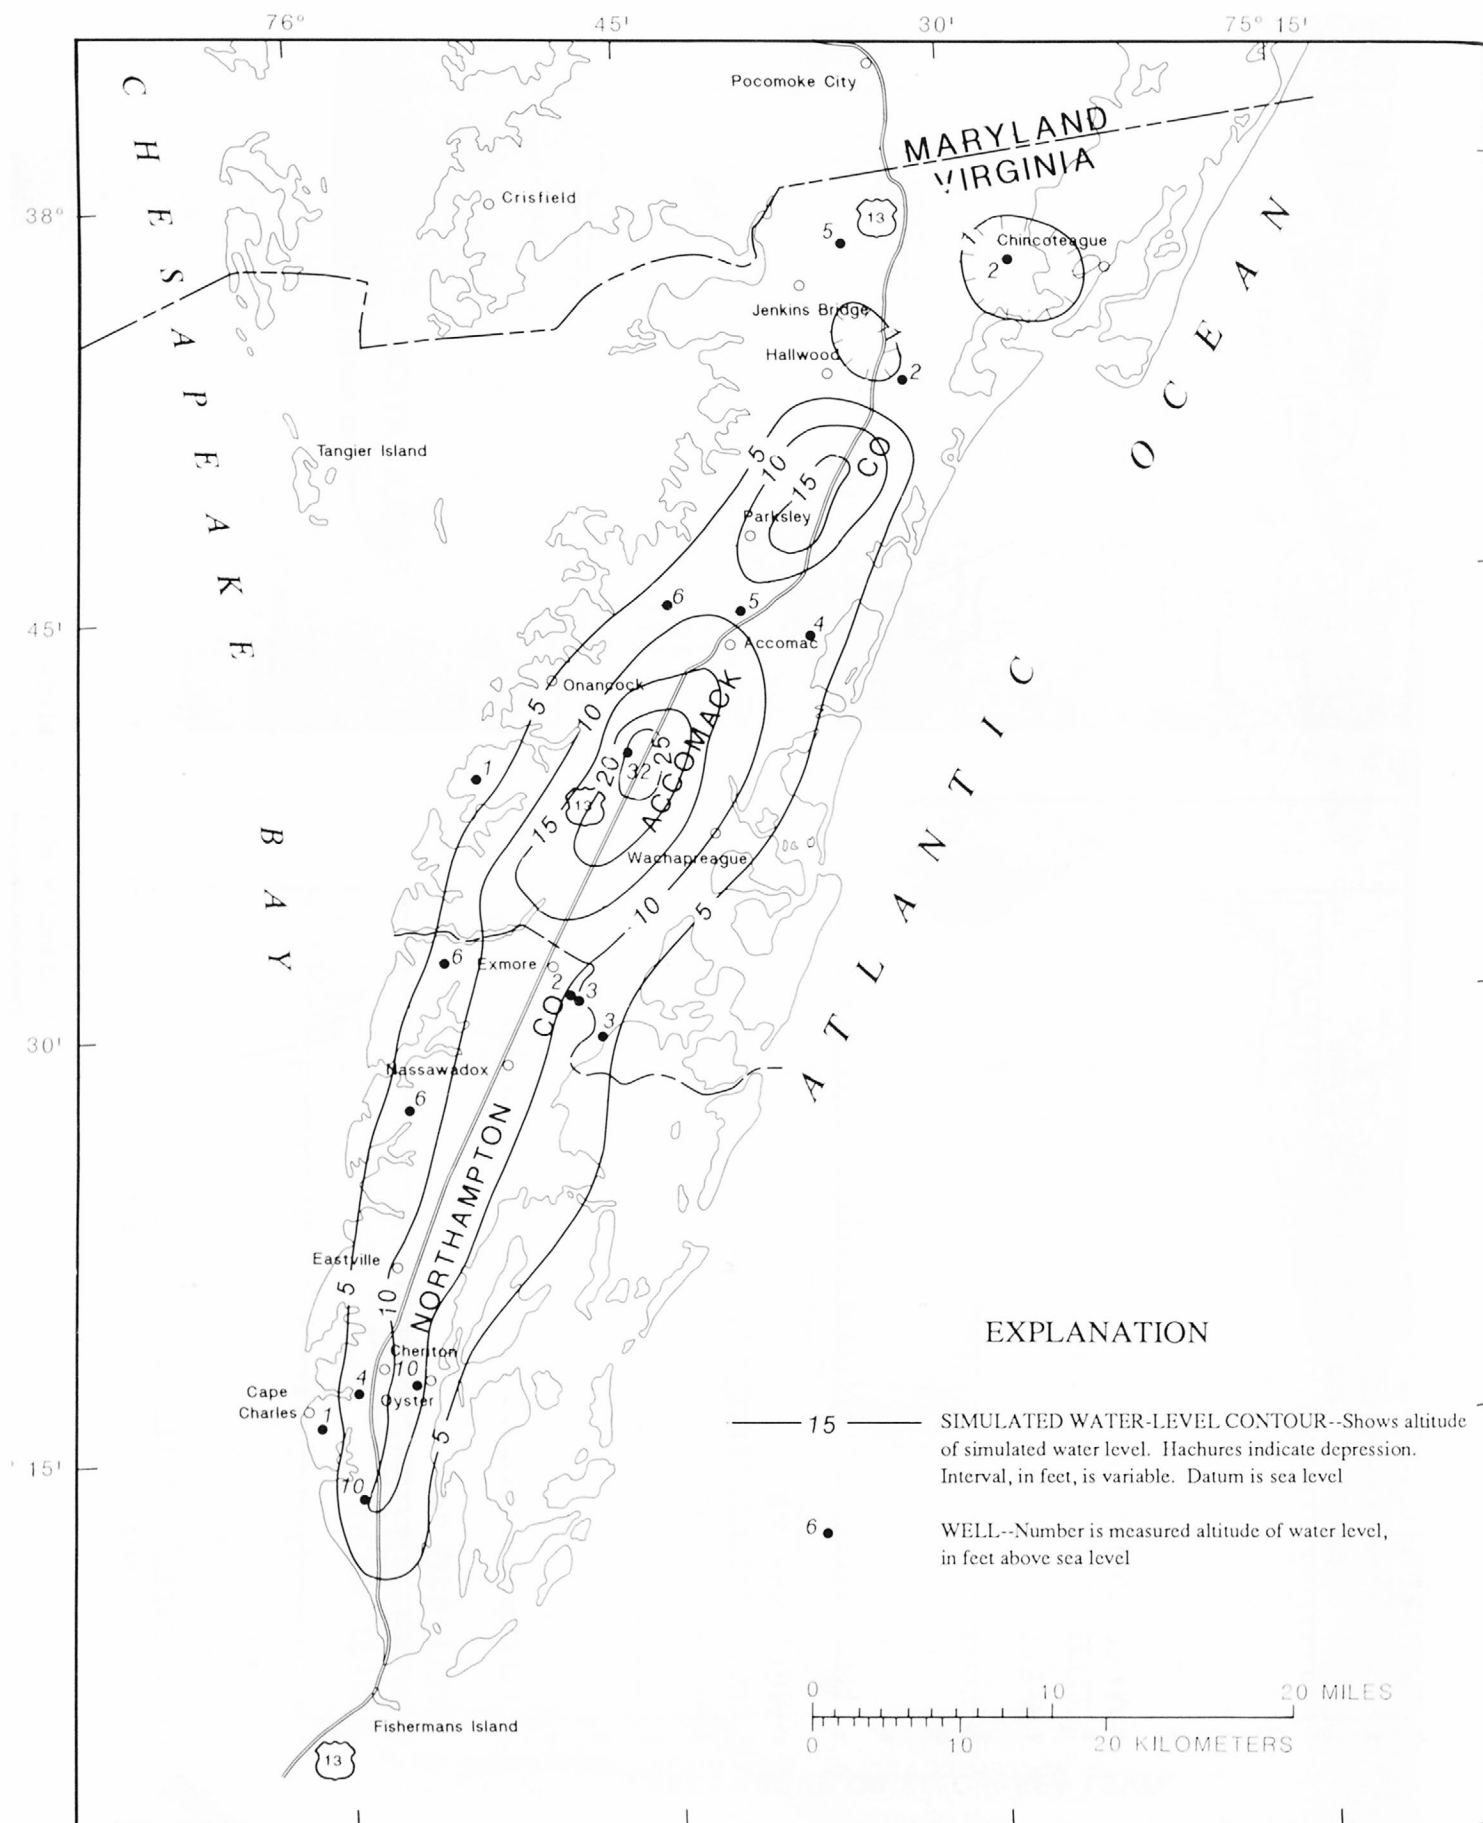 76° 45' 30' 75° 15'
Pocomoke City
MARYLAND
VIRGINIA
CHESAPEAKE BAY
Crisfield
38°
13
5
1
Chincoteague
2
Jenkins Bridge
1
Hallwood
2
ATLANTIC OCEAN
Tangier Island
5
10
15
CO
Parksley
6
5
4
45'
Accomac
Onancock
5
10
ACCOMACK
1
20
32
25
13
15
Wachapreague
10
5
6
Exmore
2
3
CO
3
30'
Nassawadox
6
NORTHAMPTON
Eastville
5
10
Cheriton
10
4
Oyster
Cape
Charles
1
5
15'
10
Fishermans Island
13
EXPLANATION
15 SIMULATED WATER-LEVEL CONTOUR--Shows altitude
of simulated water level. Hachures indicate depression.
Interval, in feet, is variable. Datum is sea level
6 WELL--Number is measured altitude of water level,
in feet above sea level
0 10 20 MILES
0 10 20 KILOMETERS